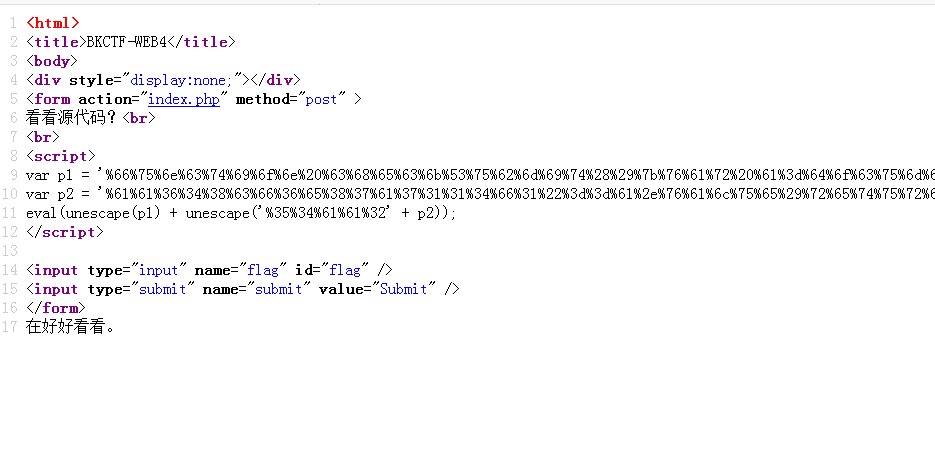 1 <html>
2 <title>BKCTF-WEB4</title>
3 <body>
4 <div style="display:none;"></div>
5 <form action="index.php" method="post" >
6 看看源代码？<br>
7 <br>
8 <script>
9 var p1 = '%66%75%6e%63%74%69%6f%6e%20%63%68%65%63%6b%53%75%62%6d%69%74%28%29%7b%76%61%72%20%61%3d%64%6f%63%75%6d%6
10 var p2 = '%61%61%36%34%38%63%66%36%65%38%37%61%37%31%31%34%66%31%22%3d%3d%61%2e%76%61%6c%75%65%29%72%65%74%75%72%6
11 eval(unescape(p1) + unescape('%35%34%61%61%32' + p2));
12 </script>
13
14 <input type="input" name="flag" id="flag" />
15 <input type="submit" name="submit" value="Submit" />
16 </form>
17 在好好看看。